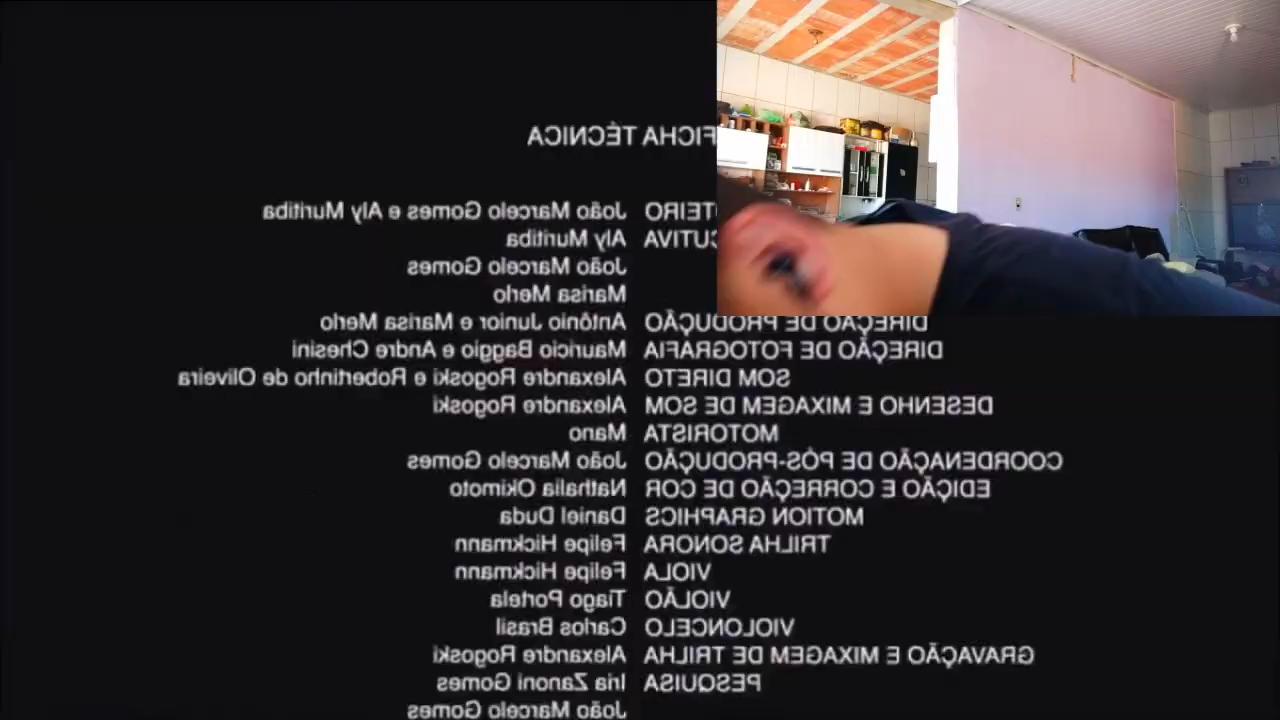 FICHA TÉCNICA
João Marcelo Gomes e Aly Muritiba
Aly Muritiba
João Marcelo Gomes
Marisa Merlo
DIREÇÃO DE PRODUÇÃO Antônio Junior e Marisa Merlo
DIREÇÃO DE FOTOGRAFIA Mauricio Baggio e Andre Chesini
SOM DIRETO Alexandre Rogoski e Robertinho de Oliveira
DESENHO E MIXAGEM DE SOM Alexandre Rogoski
MOTORISTA Mano
COORDENAÇÃO DE PÓS-PRODUÇÃO João Marcelo Gomes
EDIÇÃO E CORREÇÃO DE COR Nathalia Okimoto
MOTION GRAPHICS Daniel Duda
TRILHA SONORA Felipe Hickmann
VIOLA Felipe Hickmann
VIOLÃO Tiago Portela
VIOLONCELO Carlos Brasil
GRAVAÇÃO E MIXAGEM DE TRILHA Alexandre Rogoski
PESQUISA Iria Zanoni Gomes
João Marcelo Gomes